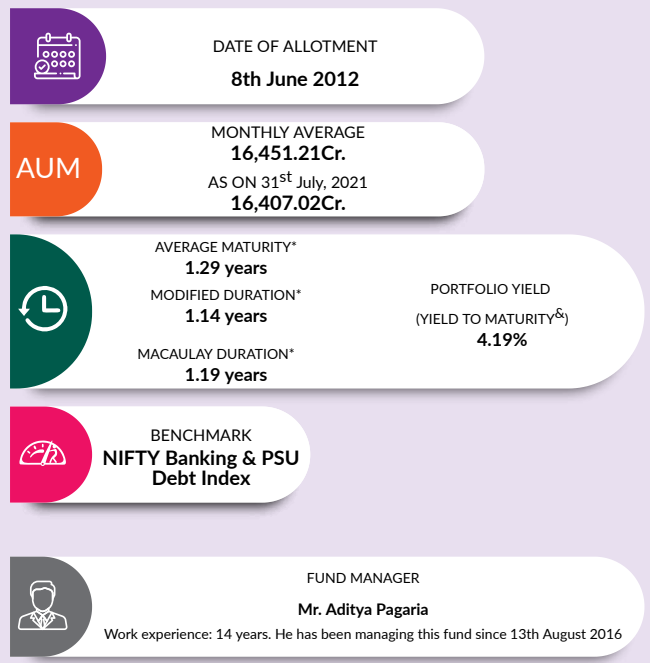 DATE OF ALLOTMENT
8th June 2012
AUM
MONTHLY AVERAGE
16,451.21Cr.
AS ON 31st July, 2021
16,407.02Cr.
AVERAGE MATURITY*
1.29 years
MODIFIED DURATION*
1.14 years
MACAULAY DURATION*
1.19 years
PORTFOLIO YIELD
(YIELD TO MATURITY&)
4.19%
BENCHMARK
NIFTY Banking & PSU
Debt Index
FUND MANAGER
Mr. Aditya Pagaria
Work experience: 14 years. He has been managing this fund since 13th August 2016